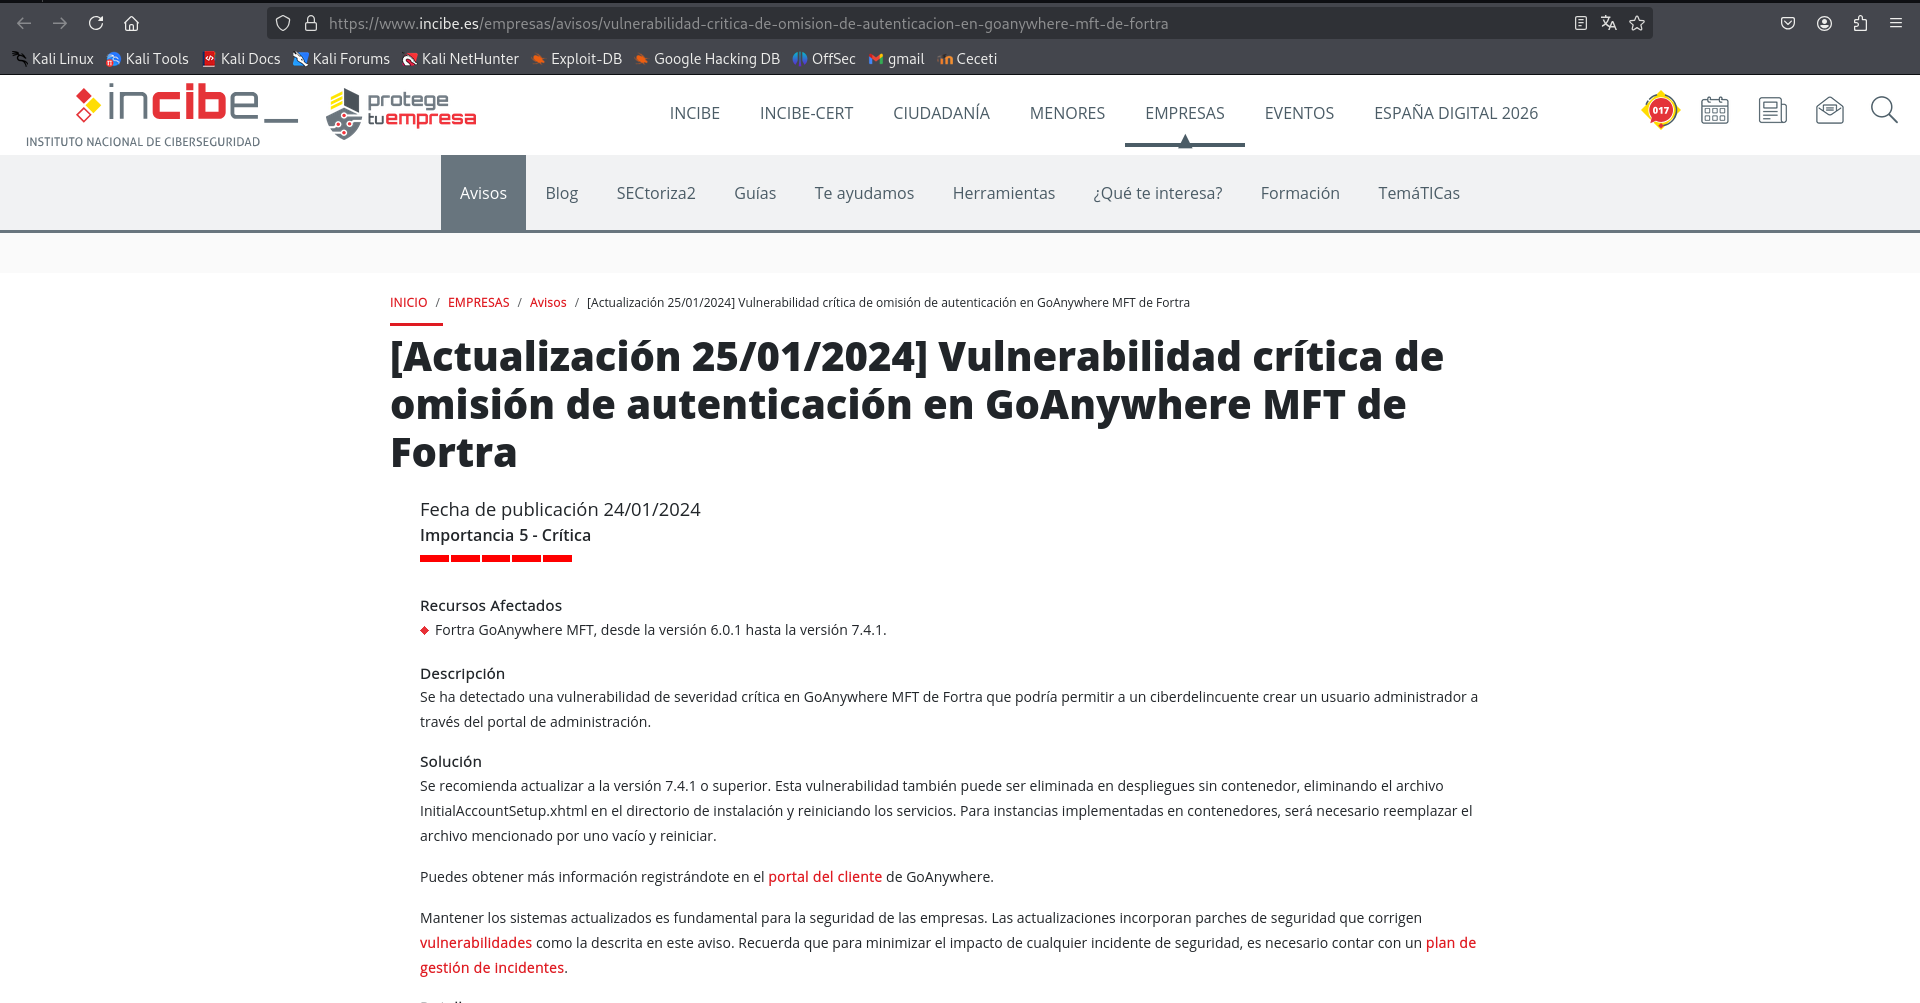 https://www.incibe.es/empresas/avisos/vulnerabilidad-critica-de-omision-de-autenticacion-en-goanywhere-mft-de-fortra
Kali Linux Kali Tools Kali Docs Kali Forums Kali NetHunter Exploit-DB Google Hacking DB OffSec gmail Ceceti
incibe_
INSTITUTO NACIONAL DE CIBERSEGURIDAD
protege
tuempresa
INCIBE INCIBE-CERT CIUDADANÍA MENORES EMPRESAS EVENTOS ESPAÑA DIGITAL 2026
017
Avisos Blog SECtoriza2 Guías Te ayudamos Herramientas ¿Qué te interesa? Formación TemáTICas
INICIO / EMPRESAS / Avisos / [Actualización 25/01/2024] Vulnerabilidad crítica de omisión de autenticación en GoAnywhere MFT de Fortra
[Actualización 25/01/2024] Vulnerabilidad crítica de
omisión de autenticación en GoAnywhere MFT de
Fortra
Fecha de publicación 24/01/2024
Importancia 5 - Crítica
Recursos Afectados
Fortra GoAnywhere MFT, desde la versión 6.0.1 hasta la versión 7.4.1.
Descripción
Se ha detectado una vulnerabilidad de severidad crítica en GoAnywhere MFT de Fortra que podría permitir a un ciberdelincuente crear un usuario administrador a
través del portal de administración.
Solución
Se recomienda actualizar a la versión 7.4.1 o superior. Esta vulnerabilidad también puede ser eliminada en despliegues sin contenedor, eliminando el archivo
InitialAccountSetup.xhtml en el directorio de instalación y reiniciando los servicios. Para instancias implementadas en contenedores, será necesario reemplazar el
archivo mencionado por uno vacío y reiniciar.
Puedes obtener más información registrándote en el portal del cliente de GoAnywhere.
Mantener los sistemas actualizados es fundamental para la seguridad de las empresas. Las actualizaciones incorporan parches de seguridad que corrigen
vulnerabilidades como la descrita en este aviso. Recuerda que para minimizar el impacto de cualquier incidente de seguridad, es necesario contar con un plan de
gestión de incidentes.